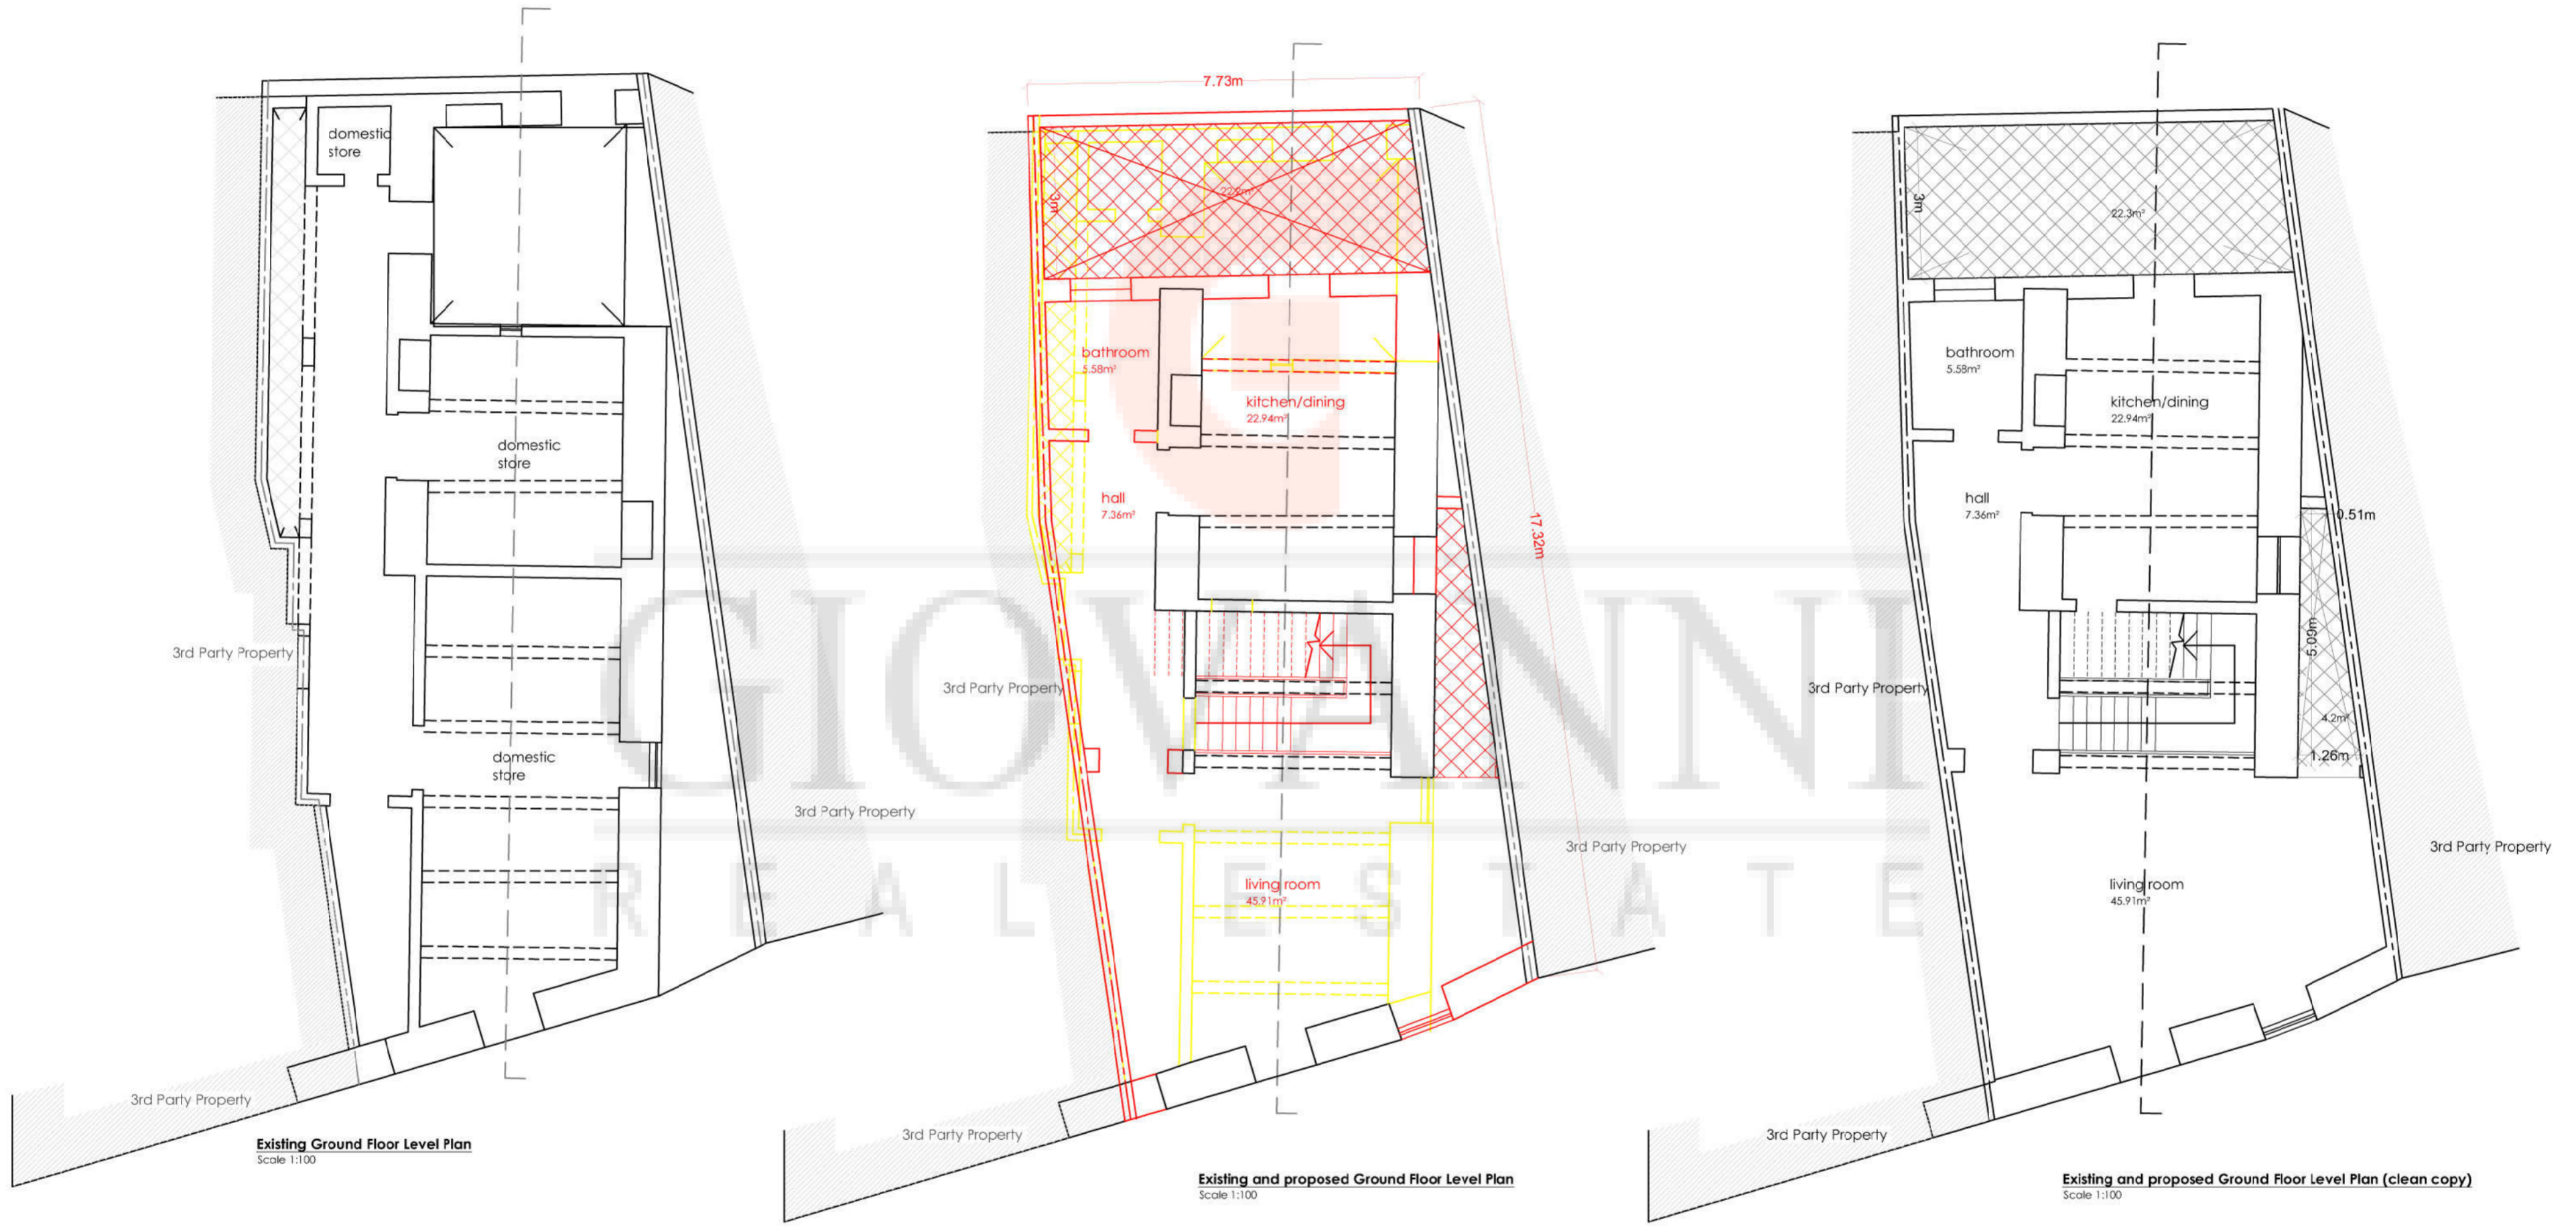 domestic
store
domestic
store
domestic
store
3rd Party Property
3rd Party Property
3rd Party Property
Existing Ground Floor Level Plan
Scale 1:100
7.73m
3m
bathroom
5.58m²
kitchen/dining
22.94m²
hall
7.36m²
17.32m
3rd Party Property
living room
45.91m²
3rd Party Property
3rd Party Property
Existing and proposed Ground Floor Level Plan
Scale 1:100
3m
22.3m²
bathroom
5.58m²
kitchen/dining
22.94m²
hall
7.36m²
0.51m
5.09m
3rd Party Property
4.2m²
1.26m
living room
45.91m²
3rd Party Property
3rd Party Property
Existing and proposed Ground Floor Level Plan (clean copy)
Scale 1:100
GIOVANNI
REAL ESTATE